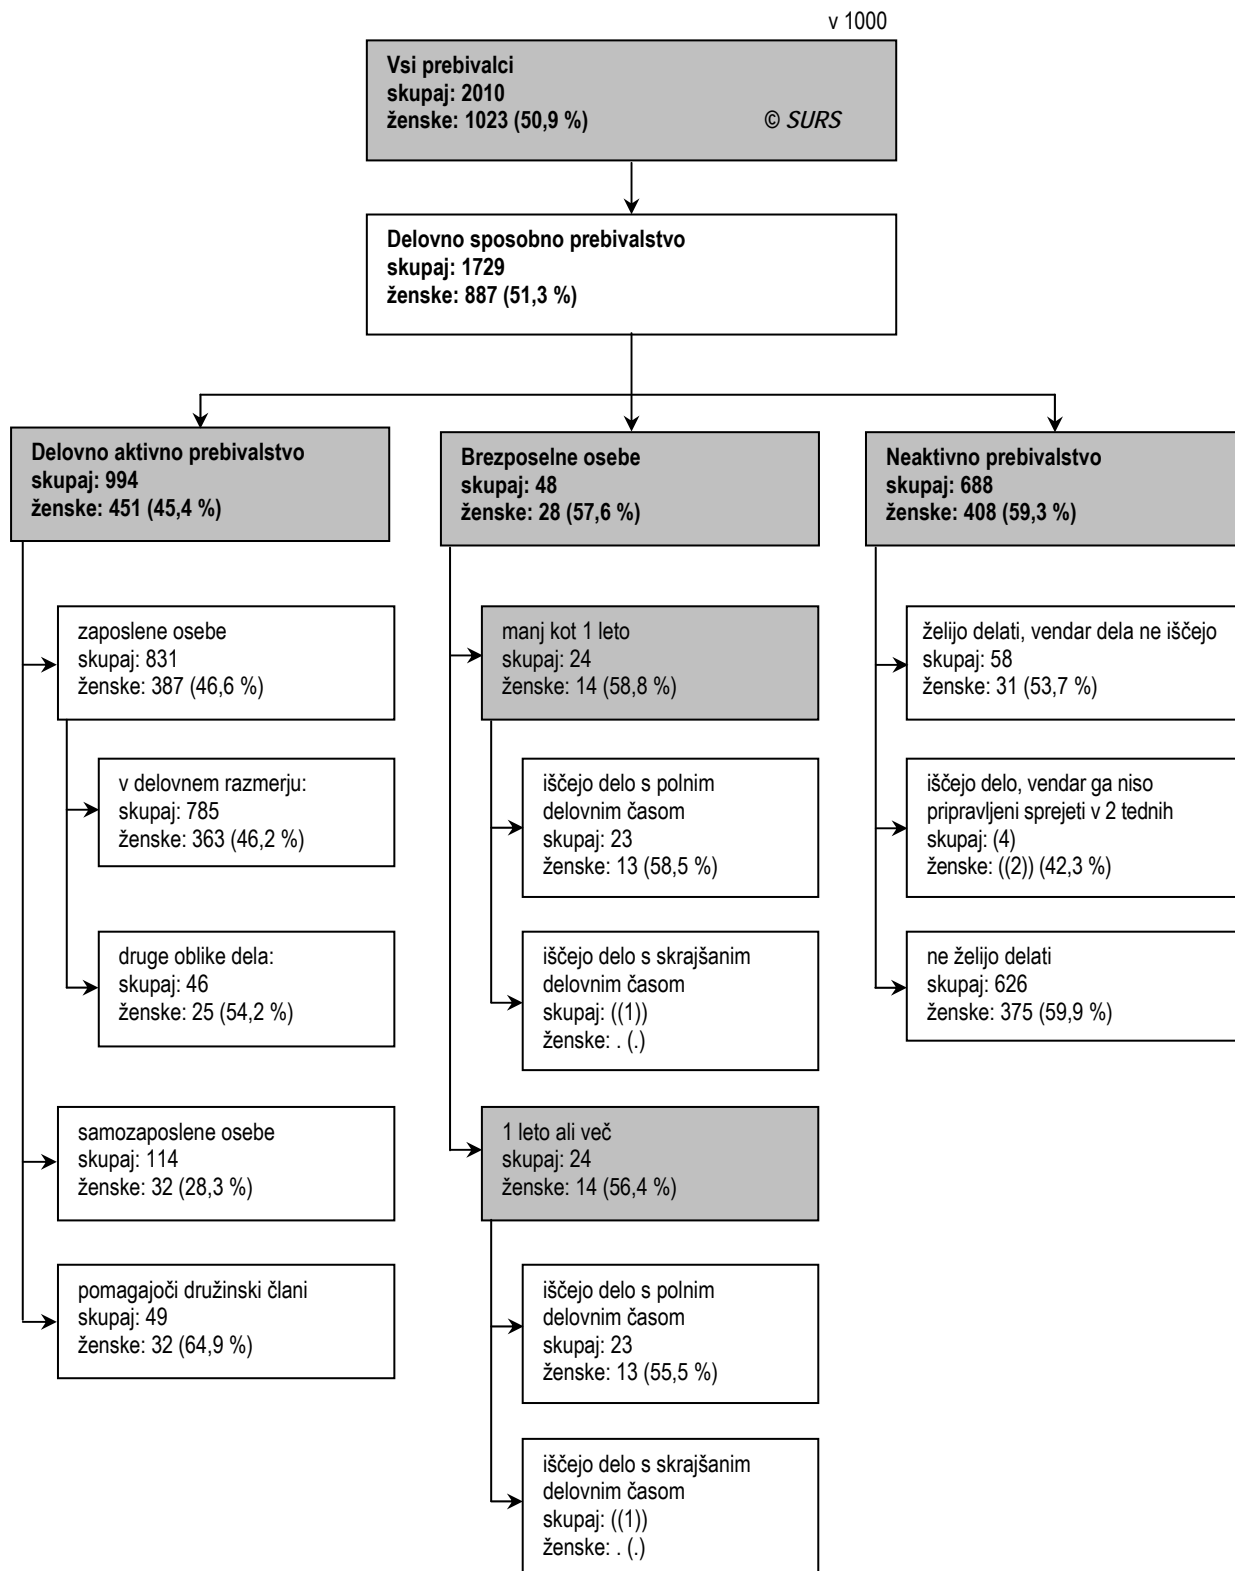 v 1000
Vsi prebivalci
skupaj: 2010
ženske: 1023 (50,9 %)
© SURS
Delovno sposobno prebivalstvo
skupaj: 1729
ženske: 887 (51,3 %)
Delovno aktivno prebivalstvo
skupaj: 994
ženske: 451 (45,4 %)
zaposlene osebe
skupaj: 831
ženske: 387 (46,6 %)
v delovnem razmerju:
skupaj: 785
ženske: 363 (46,2 %)
druge oblike dela:
skupaj: 46
ženske: 25 (54,2 %)
samozaposlene osebe
skupaj: 114
ženske: 32 (28,3 %)
pomagajoči družinski člani
skupaj: 49
ženske: 32 (64,9 %)
Brezposelne osebe
skupaj: 48
ženske: 28 (57,6 %)
manj kot 1 leto
skupaj: 24
ženske: 14 (58,8 %)
iščejo delo s polnim
delovnim časom
skupaj: 23
ženske: 13 (58,5 %)
iščejo delo s skrajšanim
delovnim časom
skupaj: ((1))
ženske: . (.)
1 leto ali več
skupaj: 24
ženske: 14 (56,4 %)
iščejo delo s polnim
delovnim časom
skupaj: 23
ženske: 13 (55,5 %)
iščejo delo s skrajšanim
delovnim časom
skupaj: ((1))
ženske: . (.)
Neaktivno prebivalstvo
skupaj: 688
ženske: 408 (59,3 %)
želijo delati, vendar dela ne iščejo
skupaj: 58
ženske: 31 (53,7 %)
iščejo delo, vendar ga niso
pripravljeni sprejeti v 2 tednih
skupaj: (4)
ženske: ((2)) (42,3 %)
ne želijo delati
skupaj: 626
ženske: 375 (59,9 %)